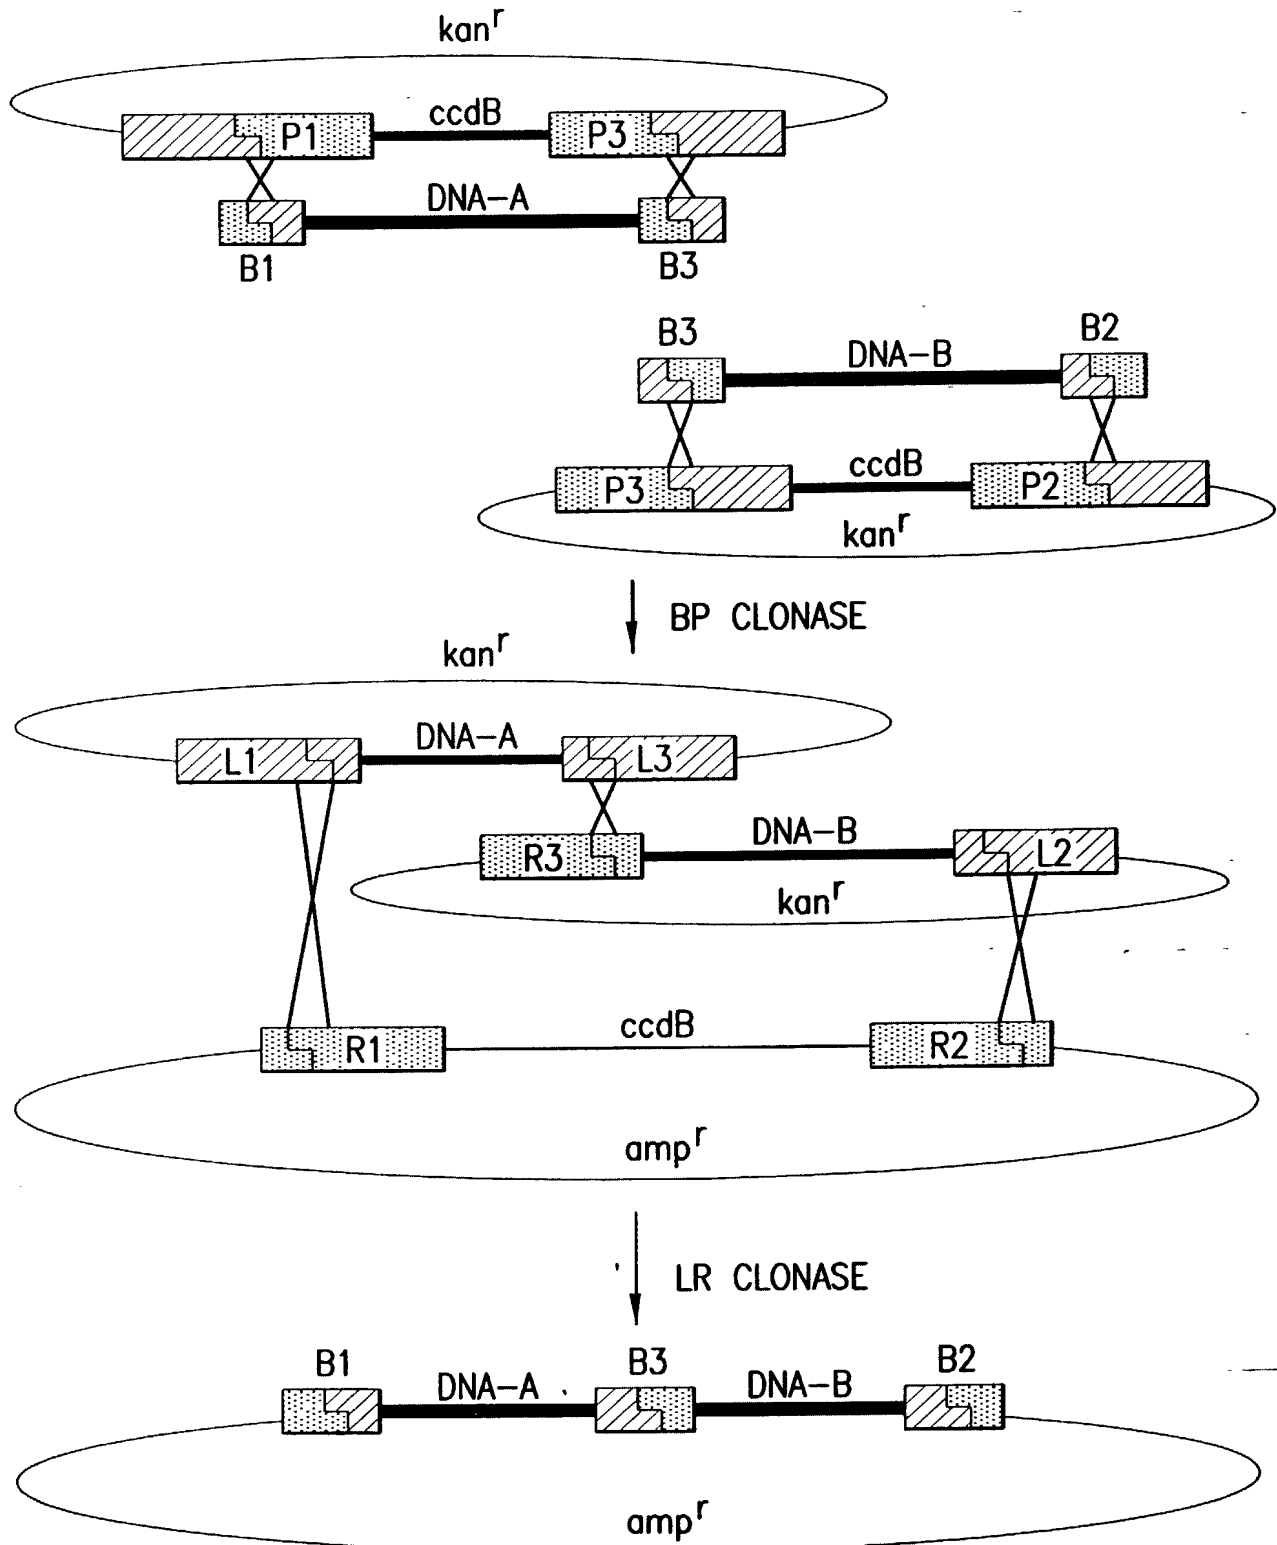 kanʳ
P1 ccdB P3
DNA-A
B1 B3
B3 DNA-B B2
P3 ccdB P2
kanʳ
BP CLONASE
kanʳ
L1 DNA-A L3
R3 DNA-B L2
kanʳ
R1 ccdB R2
ampʳ
LR CLONASE
B1 DNA-A B3 DNA-B B2
ampʳ